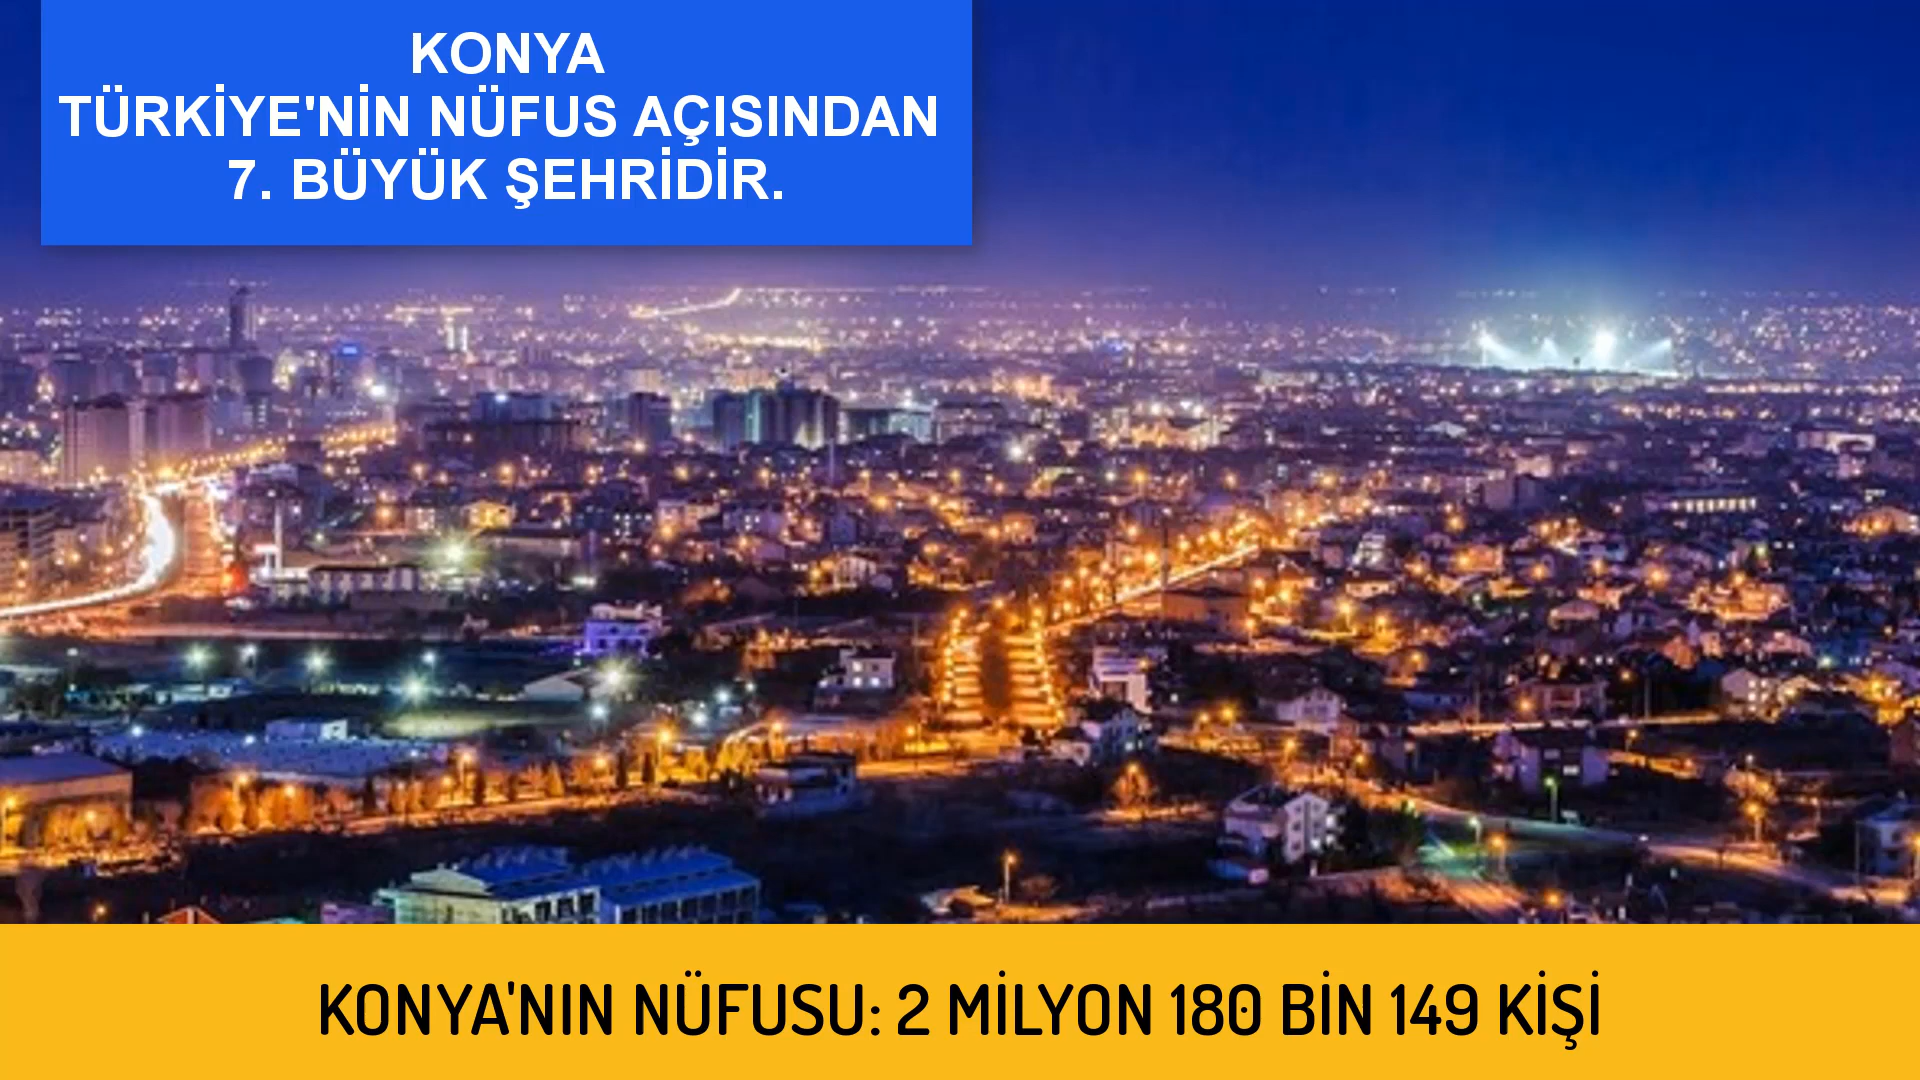 KONYA
TÜRKİYE'NİN NÜFUS AÇISINDAN
7. BÜYÜK ŞEHRİDİR.
KONYA'NIN NÜFUSU: 2 MİLYON 180 BİN 149 KİŞİ